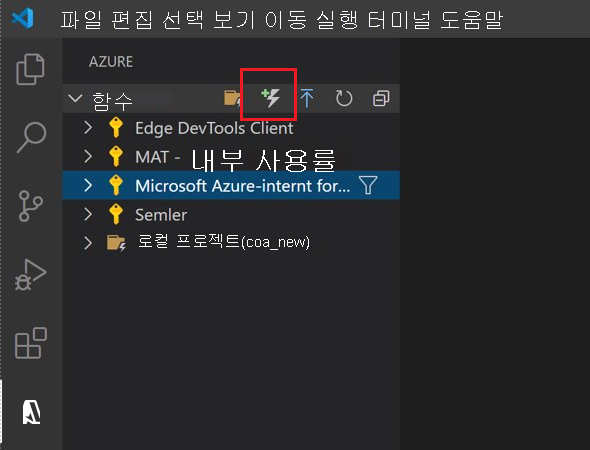 파일 편집 선택 보기 이동 실행 터미널 도움말
AZURE
함수
Edge DevTools Client
MAT - 내부 사용률
Microsoft Azure-internt for...
Semler
로컬 프로젝트(coa_new)